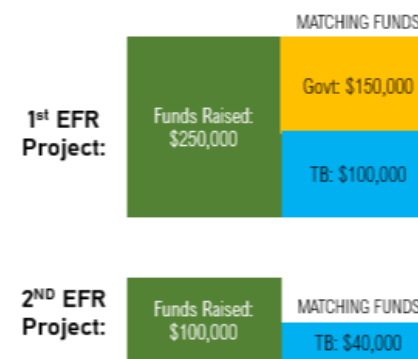 MATCHING FUNDS
1st EFR
Project:
Funds Raised:
$250,000
Govt: $150,000
TB: $100,000
2ND EFR
Project:
Funds Raised:
$100,000
MATCHING FUNDS
TB: $40,000